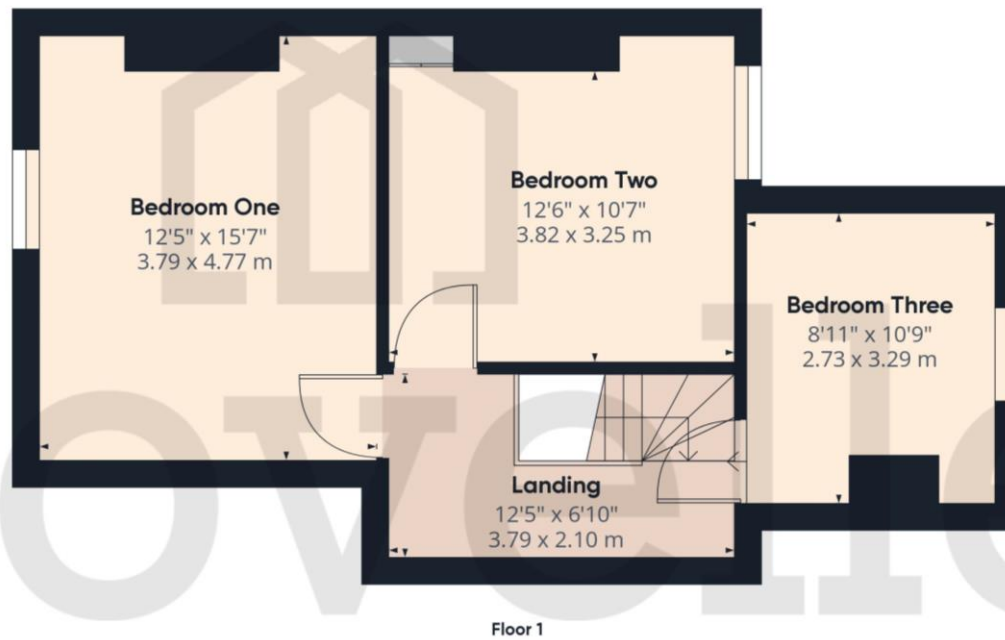 Bedroom One
12'5" x 15'7"
3.79 x 4.77 m
Bedroom Two
12'6" x 10'7"
3.82 x 3.25 m
Bedroom Three
8'11" x 10'9"
2.73 x 3.29 m
Landing
12'5" x 6'10"
3.79 x 2.10 m
ovelle
Floor 1